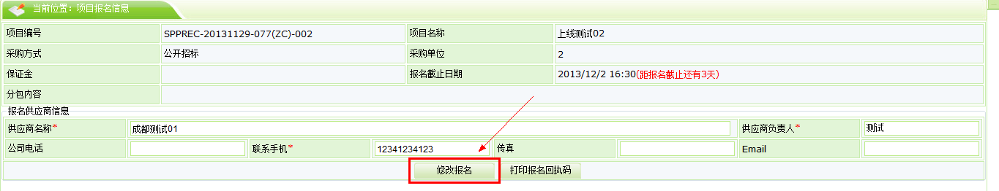 当前位置：项目报名信息
项目编号 SPPREC-20131129-077(ZC)-002 项目名称 上线测试02
采购方式 公开招标 采购单位 2
保证金 报名截止日期 2013/12/2 16:30(距报名截止还有3天)
分包内容
报名供应商信息
供应商名称* 成都测试01 供应商负责人* 测试
公司电话 联系手机* 12341234123 传真 Email
修改报名 打印报名回执码